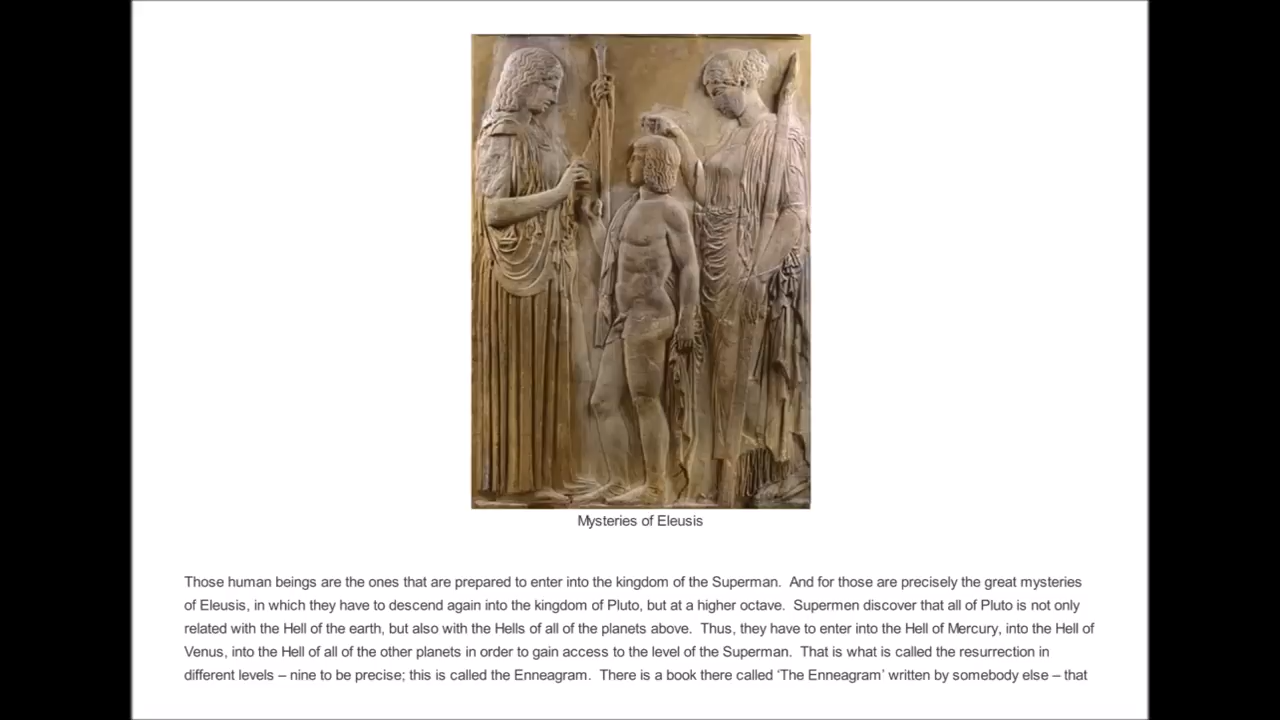 Mysteries of Eleusis
Those human beings are the ones that are prepared to enter into the kingdom of the Superman.  And for those are precisely the great mysteries
of Eleusis, in which they have to descend again into the kingdom of Pluto, but at a higher octave.  Supermen discover that all of Pluto is not only
related with the Hell of the earth, but also with the Hells of all of the planets above.  Thus, they have to enter into the Hell of Mercury, into the Hell of
Venus, into the Hell of all of the other planets in order to gain access to the level of the Superman.  That is what is called the resurrection in
different levels – nine to be precise; this is called the Enneagram.  There is a book there called ‘The Enneagram’ written by somebody else – that